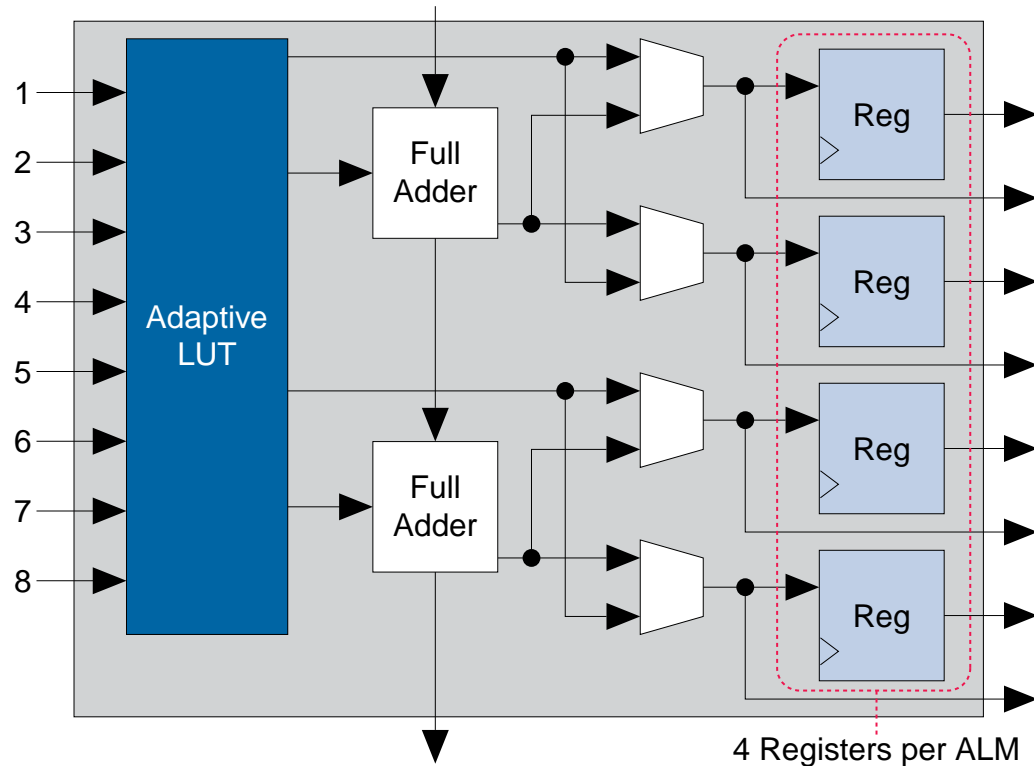 1
2
3
4
5
6
7
8
Adaptive
LUT
Full
Adder
Full
Adder
Reg
Reg
Reg
Reg
4 Registers per ALM